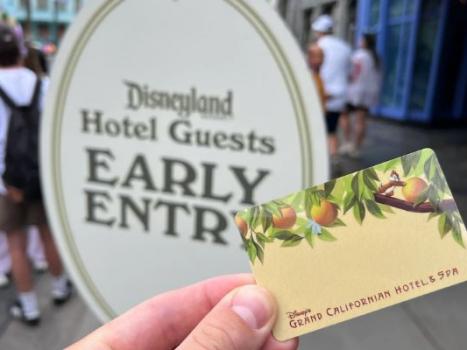 Disneyland
Hotel Guests
EARLY
ENTR
Disney's
GRAND CALIFORNIAN HOTEL & SPA